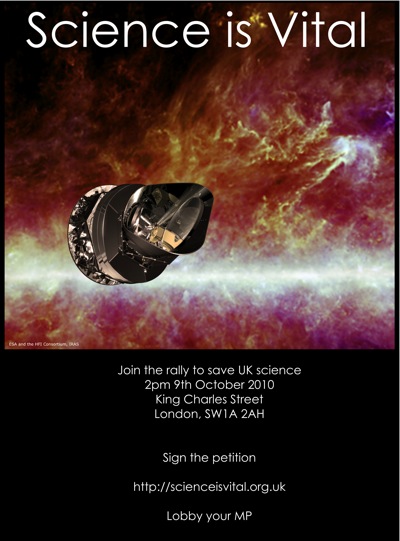 Science is Vital
ESA and the HFI Consortium, IRAS
Join the rally to save UK science
2pm 9th October 2010
King Charles Street
London, SW1A 2AH
Sign the petition
http://scienceisvital.org.uk
Lobby your MP